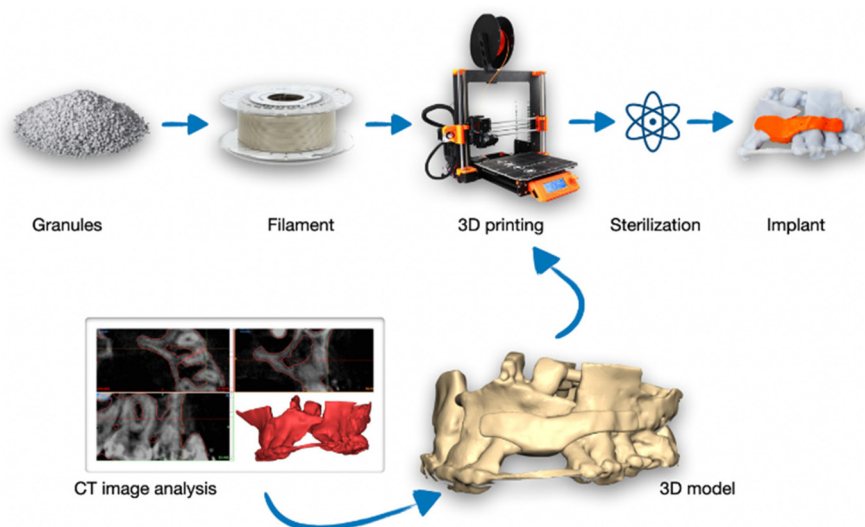 Granules
Filament
3D printing
Sterilization
Implant
CT image analysis
3D model